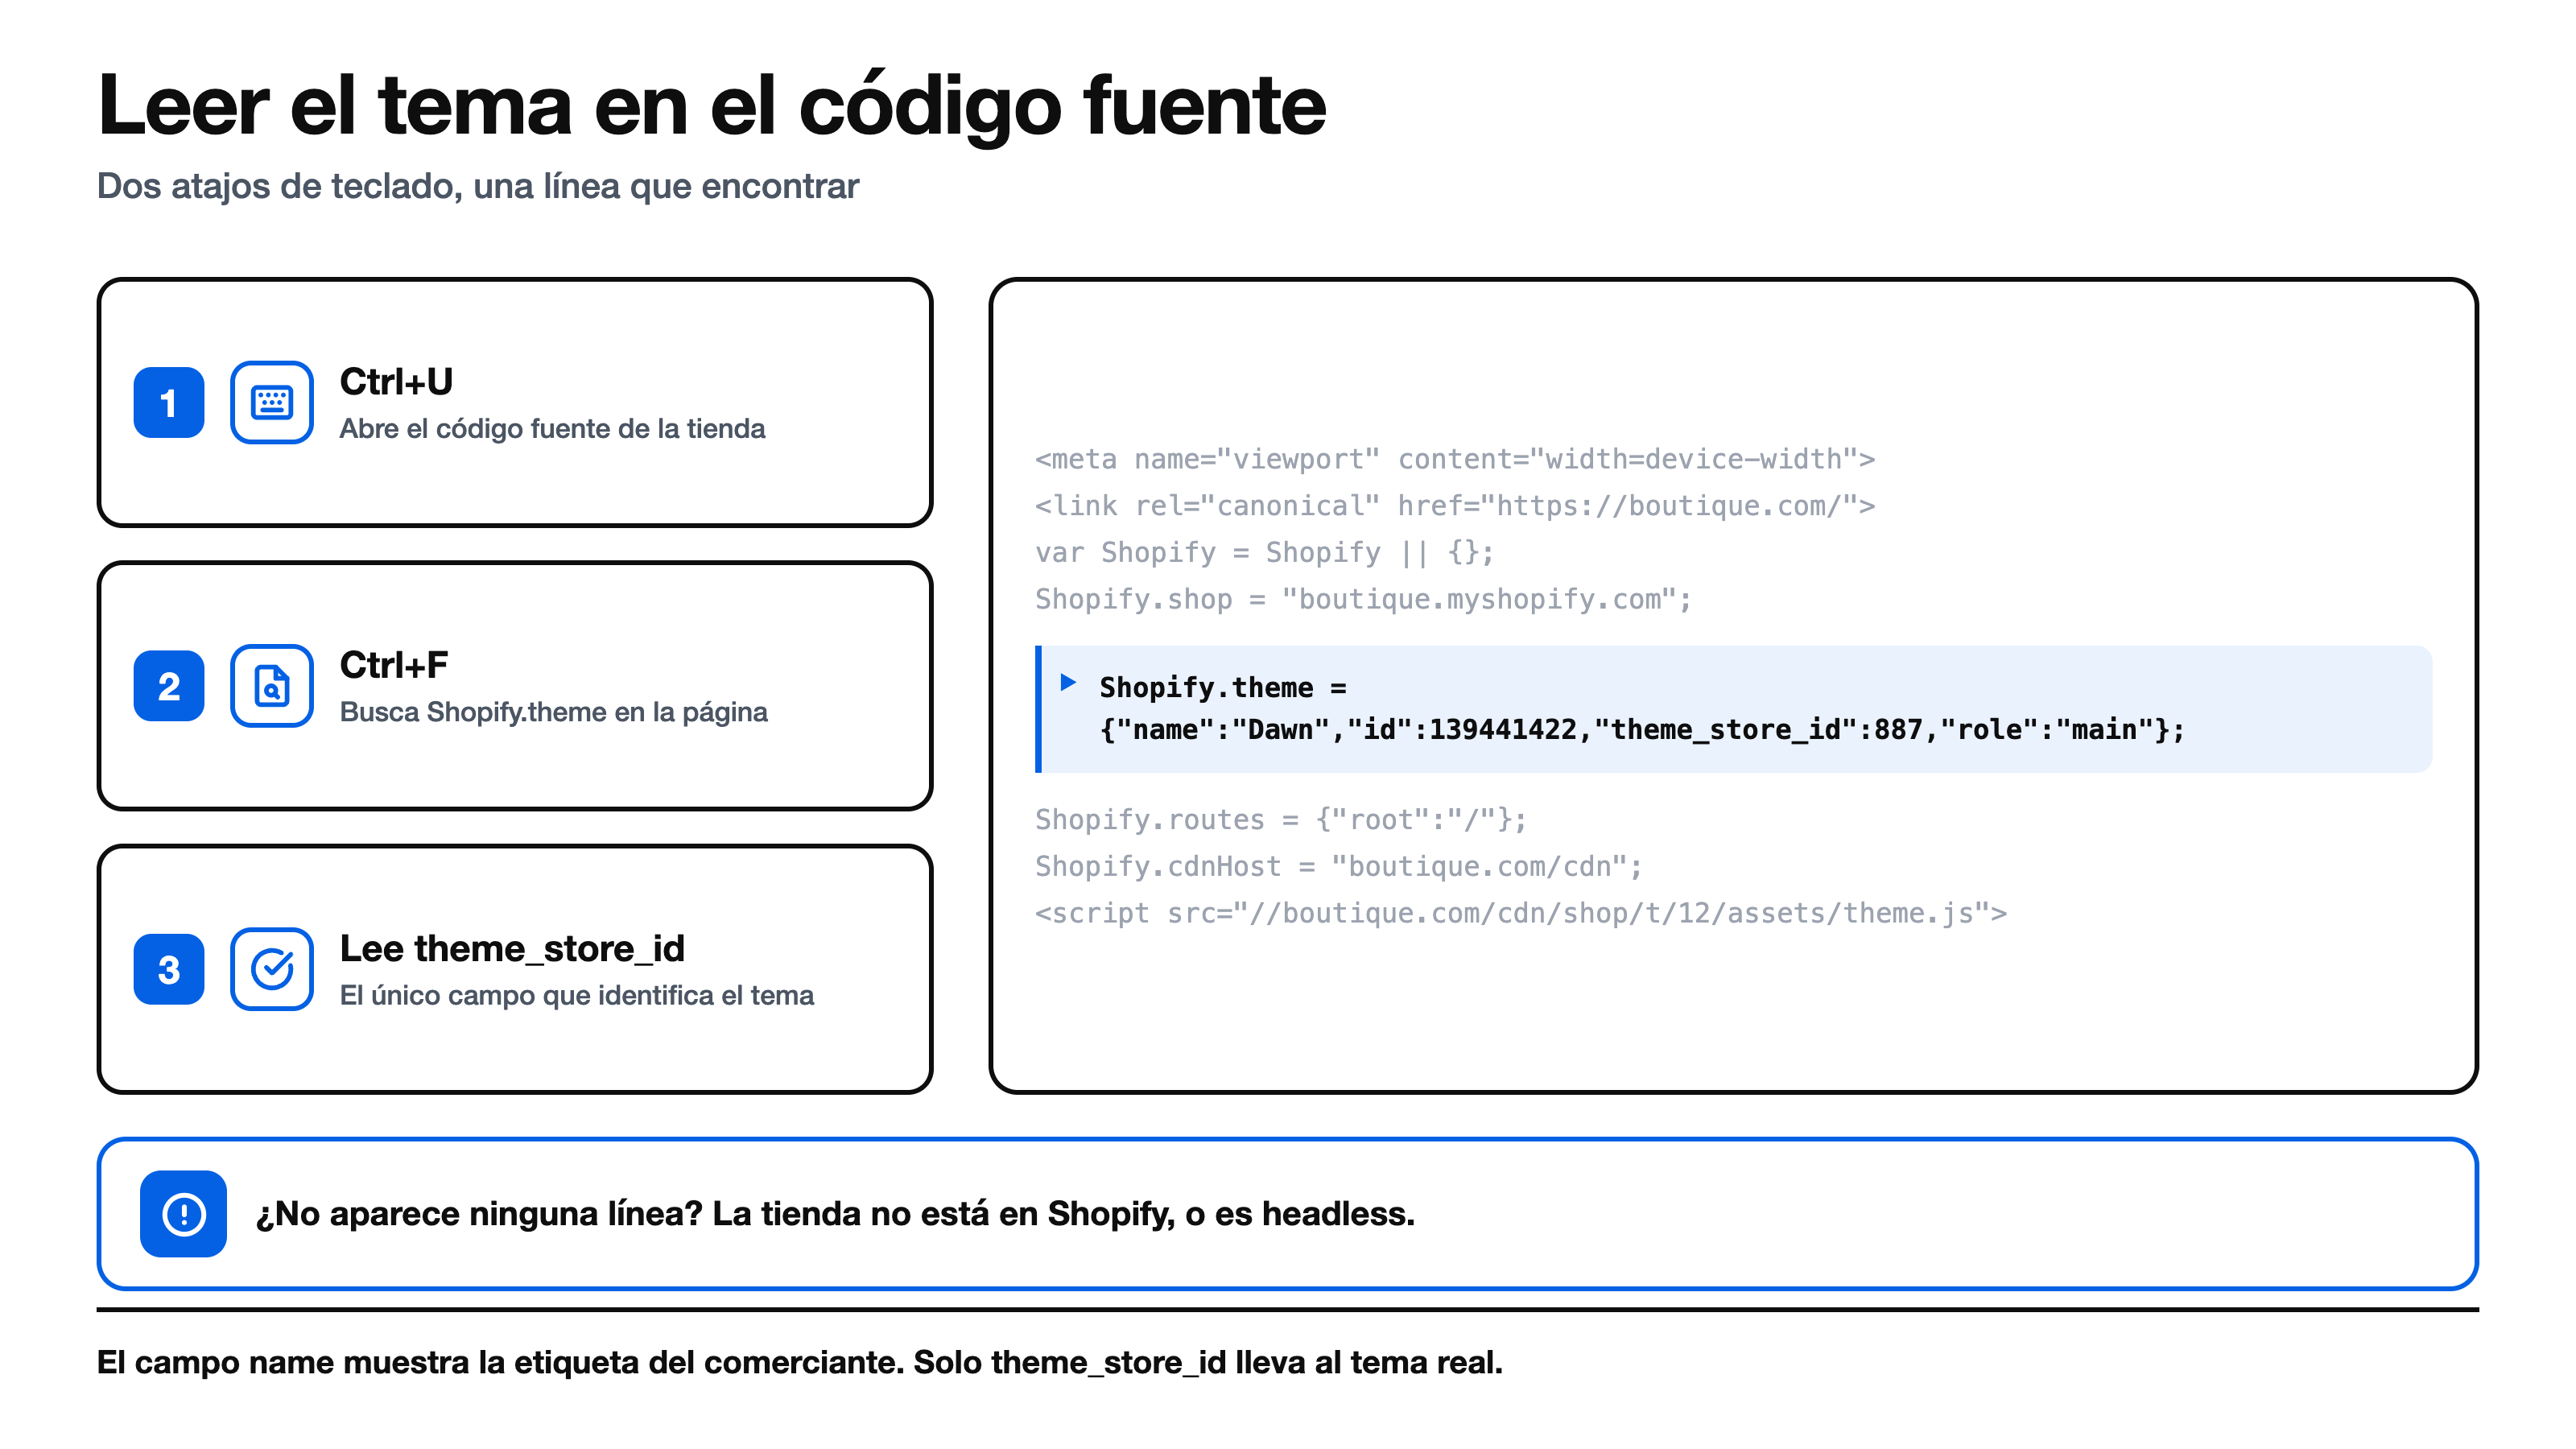 Leer el tema en el código fuente
Dos atajos de teclado, una línea que encontrar
1
Ctrl+U
Abre el código fuente de la tienda
2
Ctrl+F
Busca Shopify.theme en la página
3
Lee theme_store_id
El único campo que identifica el tema
<meta name="viewport" content="width=device-width">
<link rel="canonical" href="https://boutique.com/">
var Shopify = Shopify || {};
Shopify.shop = "boutique.myshopify.com";
Shopify.theme =
{"name":"Dawn","id":139441422,"theme_store_id":887,"role":"main"};
Shopify.routes = {"root":"/"};
Shopify.cdnHost = "boutique.com/cdn";
<script src="//boutique.com/cdn/shop/t/12/assets/theme.js">
¿No aparece ninguna línea? La tienda no está en Shopify, o es headless.
El campo name muestra la etiqueta del comerciante. Solo theme_store_id lleva al tema real.